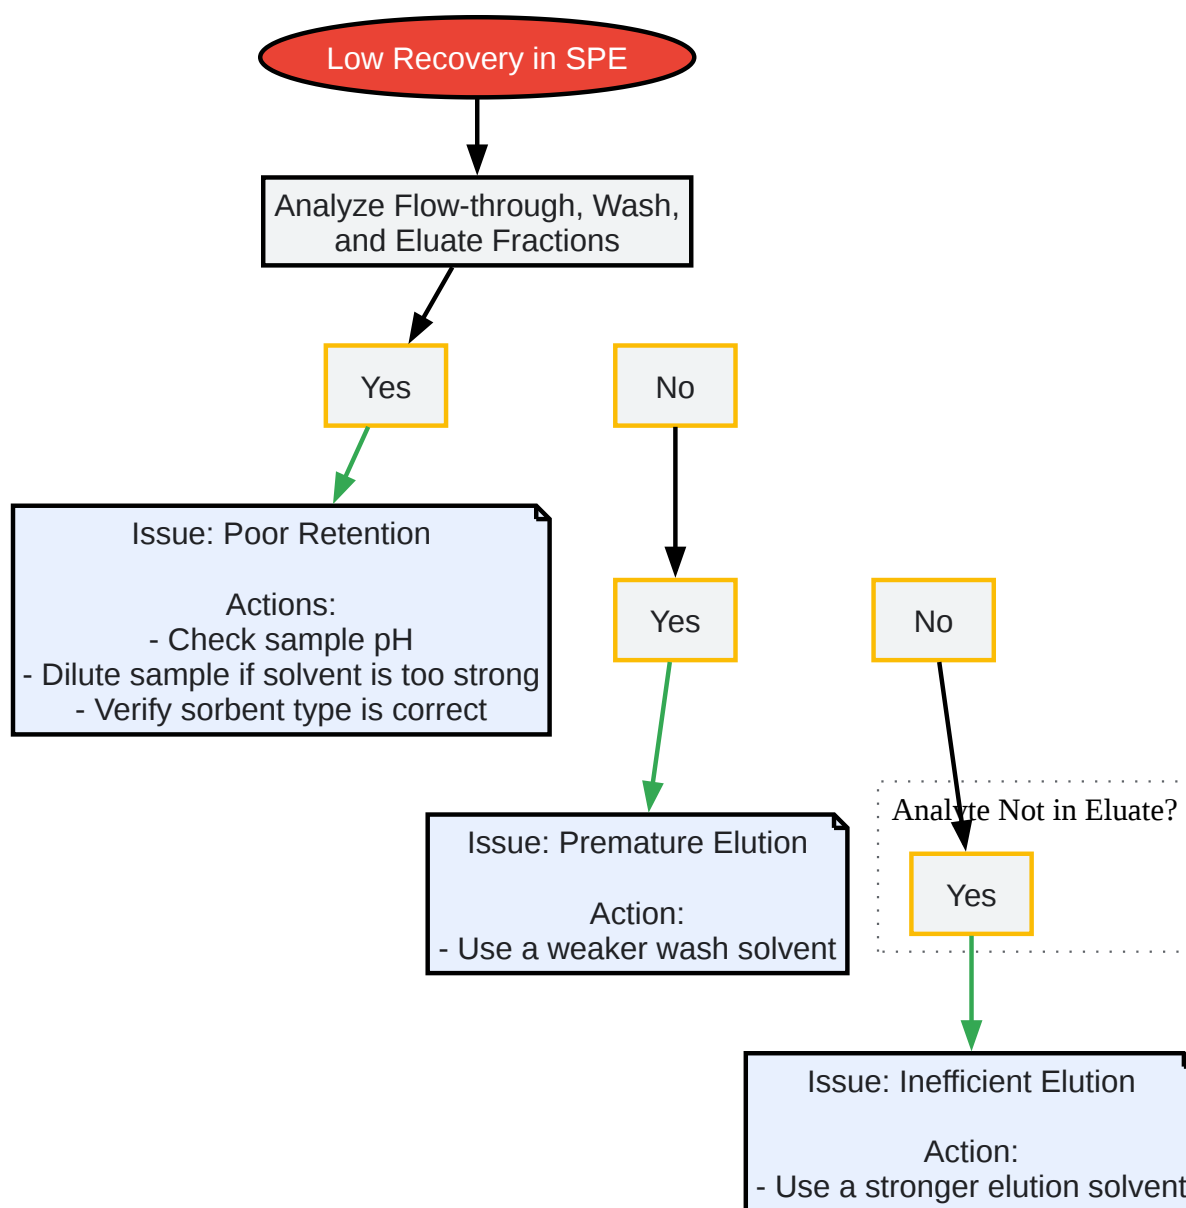 Low Recovery in SPE
Analyze Flow-through, Wash,
and Eluate Fractions
Yes
No
Issue: Poor Retention
Actions:
- Check sample pH
- Dilute sample if solvent is too strong
- Verify sorbent type is correct
Yes
No
Analyte Not in Eluate?
Issue: Premature Elution
Action:
- Use a weaker wash solvent
Yes
Issue: Inefficient Elution
Action:
- Use a stronger elution solvent